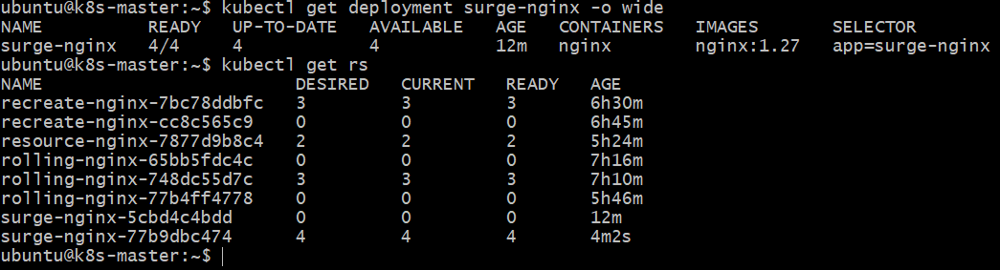 ubuntu@k8s-master:~$ kubectl get deployment surge-nginx -o wide
NAME READY UP-TO-DATE AVAILABLE AGE CONTAINERS IMAGES SELECTOR
surge-nginx 4/4 4 4 12m nginx nginx:1.27 app=surge-nginx
ubuntu@k8s-master:~$ kubectl get rs
NAME DESIRED CURRENT READY AGE
recreate-nginx-7bc78ddbfc 3 3 3 6h30m
recreate-nginx-cc8c565c9 0 0 0 6h45m
resource-nginx-7877d9b8c4 2 2 2 5h24m
rolling-nginx-65bb5fdc4c 0 0 0 7h16m
rolling-nginx-748dc55d7c 3 3 3 7h10m
rolling-nginx-77b4ff4778 0 0 0 5h46m
surge-nginx-5cbd4c4bdd 0 0 0 12m
surge-nginx-77b9dbc474 4 4 4 4m2s
ubuntu@k8s-master:~$